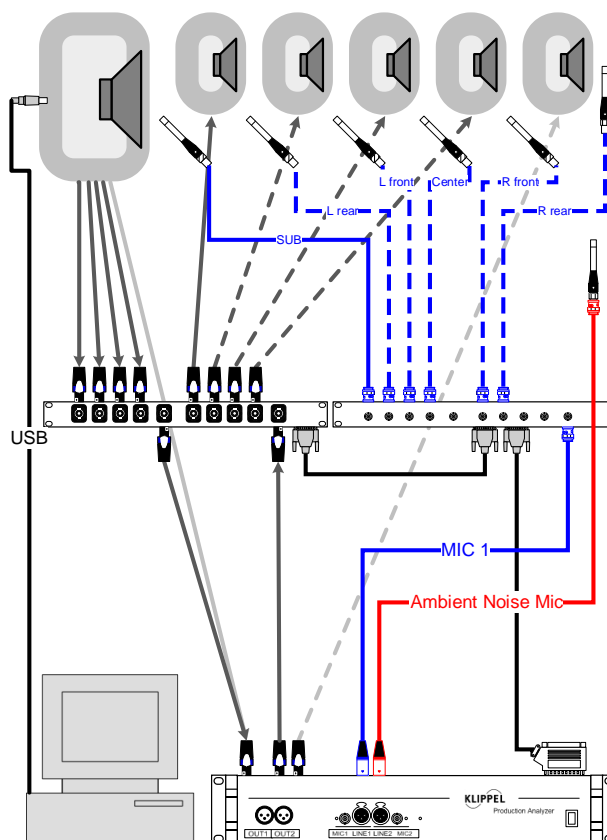 L front
Center
R front
L rear
R rear
SUB
USB
MIC 1
Ambient Noise Mic
KLIPPEL
Production Analyzer
OUT1 OUT2
MIC1 LINE1 LINE2 MIC2